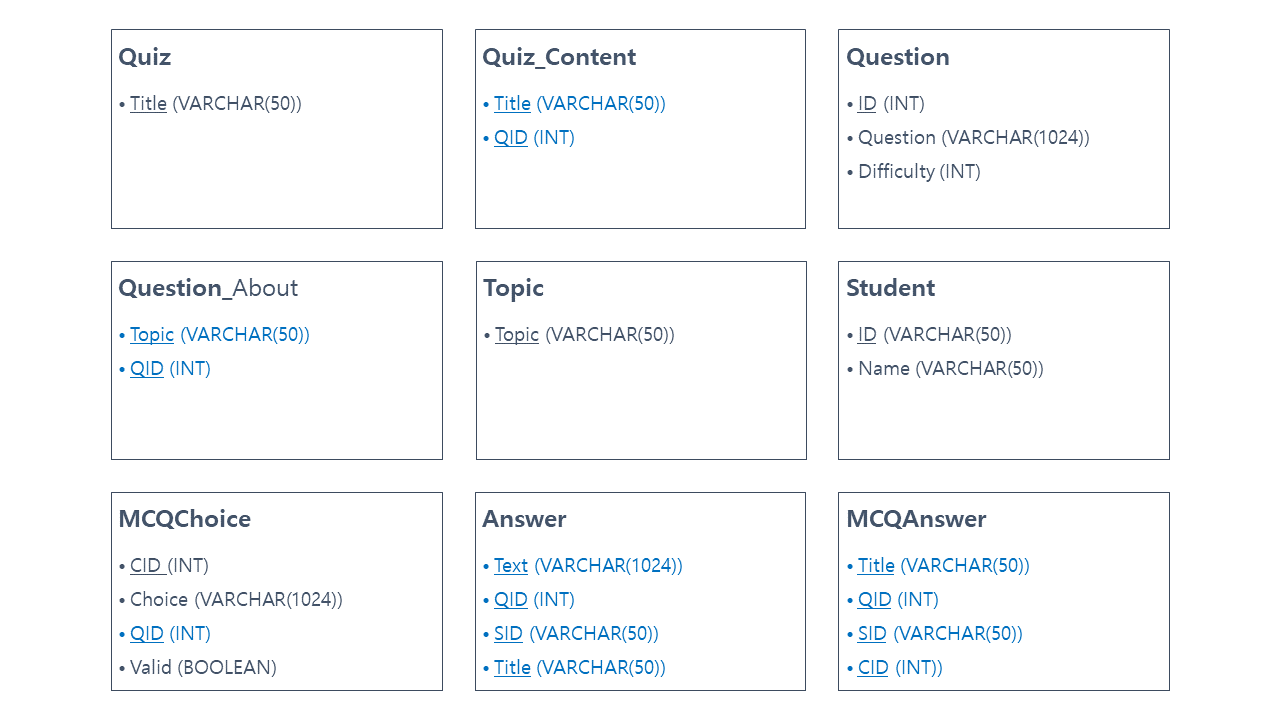 Quiz
• Title (VARCHAR(50))
Quiz_Content
• Title (VARCHAR(50))
• QID (INT)
Question
• ID (INT)
• Question (VARCHAR(1024))
• Difficulty (INT)
Question_About
• Topic (VARCHAR(50))
• QID (INT)
Topic
• Topic (VARCHAR(50))
Student
• ID (VARCHAR(50))
• Name (VARCHAR(50))
MCQChoice
• CID (INT)
• Choice (VARCHAR(1024))
• QID (INT)
• Valid (BOOLEAN)
Answer
• Text (VARCHAR(1024))
• QID (INT)
• SID (VARCHAR(50))
• Title (VARCHAR(50))
MCQAnswer
• Title (VARCHAR(50))
• QID (INT)
• SID (VARCHAR(50))
• CID (INT))